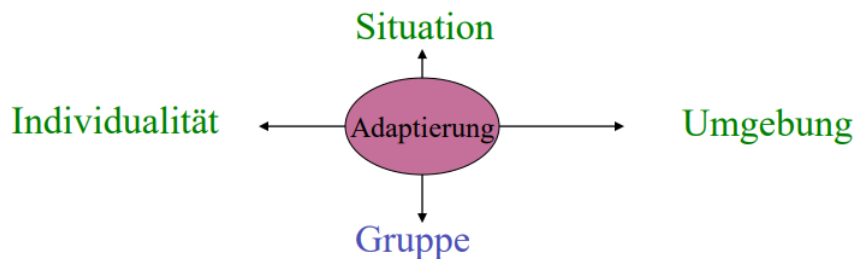 Situation
Individualität
Adaptierung
Umgebung
Gruppe